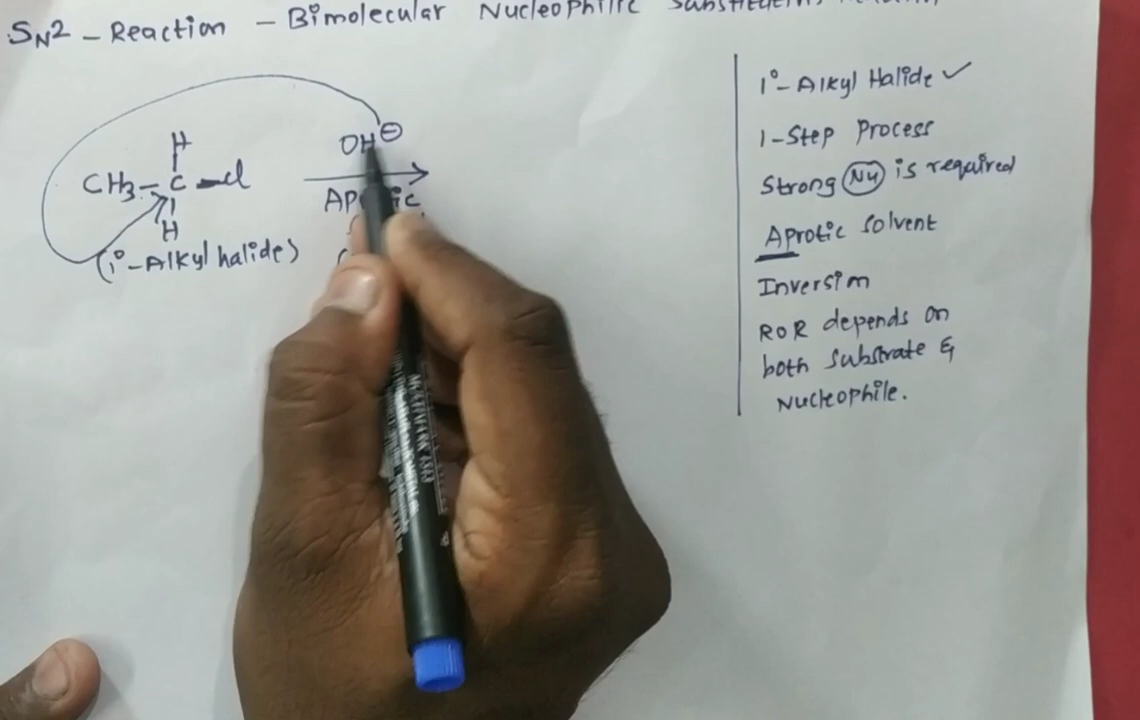 SN2 - Reaction - Bimolecular Nucleophilic
H
OH⊖
CH3 - C - Cl
H
(1°-Alkyl halide)
1°- Alkyl Halide ✓
1-Step Process
Strong Nu is required
Aprotic Solvent
Inversion
ROR depends on
both Substrate &
Nucleophile.